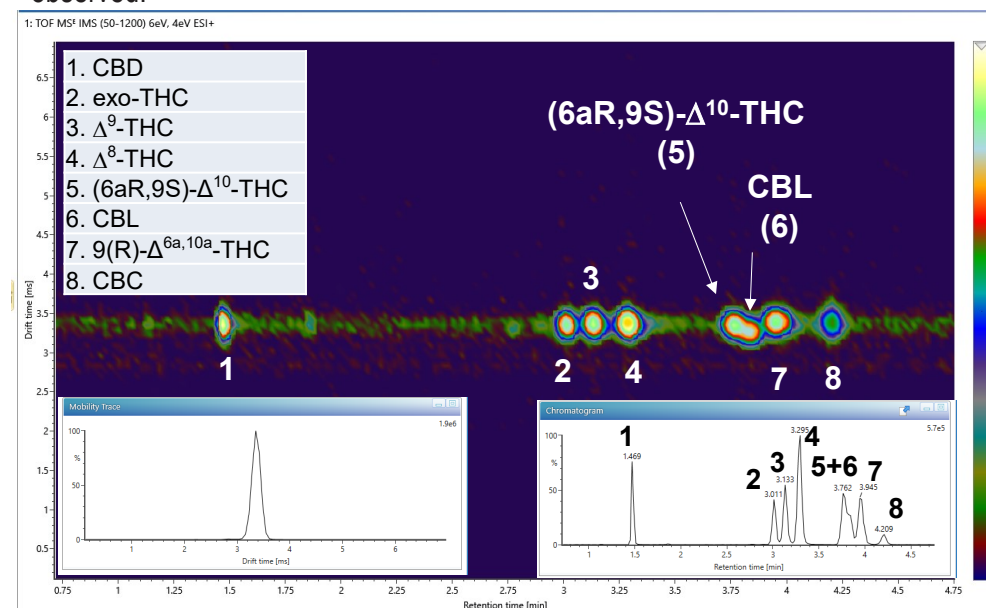 1: TOF MSᴱ IMS (50-1200) 6eV, 4eV ESI+
1. CBD
2. exo-THC
3. Δ⁹-THC
4. Δ⁸-THC
5. (6aR,9S)-Δ¹⁰-THC
6. CBL
7. 9(R)-Δ⁶ᵃ,¹⁰ᵃ-THC
8. CBC
(6aR,9S)-Δ¹⁰-THC
(5)
CBL
(6)
3
1
2
4
7
8
Drift time [ms]
6.5
6
5.5
5
4.5
4
3.5
3
2.5
2
1.5
1
0.5
Mobility Trace
1.9e6
100
%
50
0
1 2 3 4 5 6
Drift time [ms]
Chromatogram
5.7e5
100
%
50
0
1
1.469
2
3.011
3
3.133
4
3.295
5+6
3.762
7
3.945
8
4.209
1 1.5 2 2.5 3 3.5 4 4.5
Retention time [min]
0.75 1 1.25 1.5 1.75 2 2.25 2.5 2.75 3 3.25 3.5 3.75 4 4.25 4.5 4.75
Retention time [min]